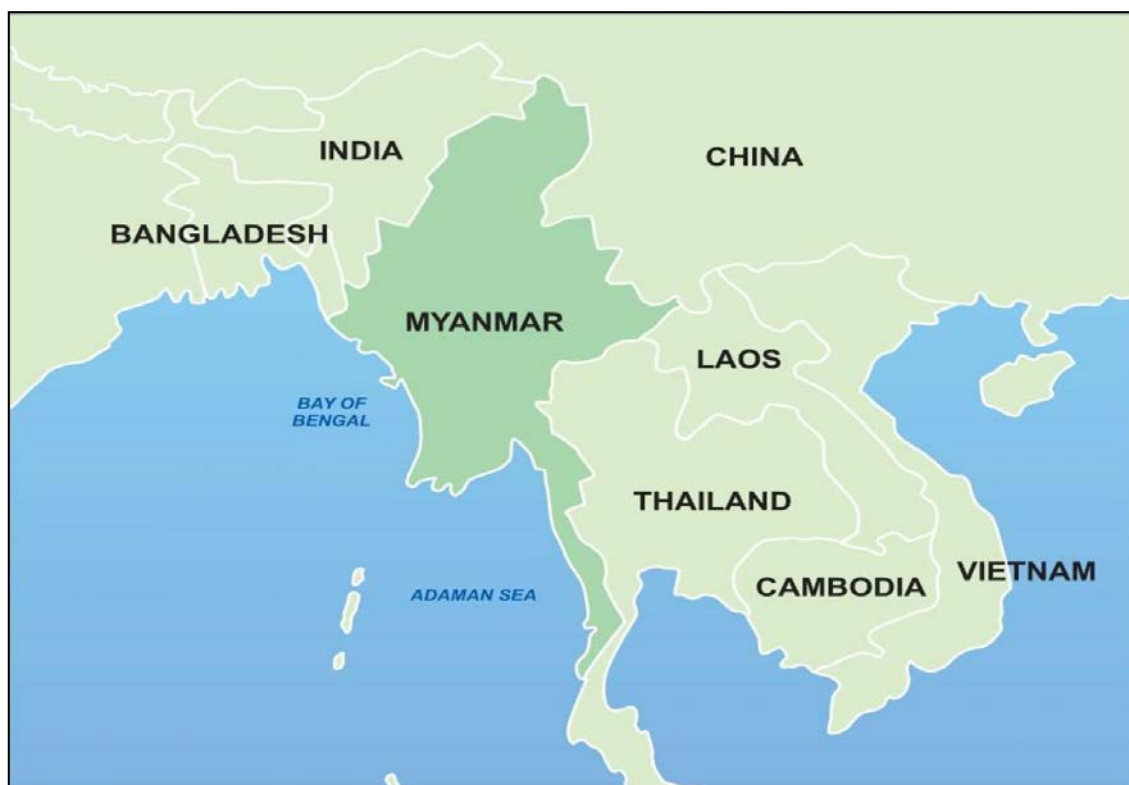 INDIA
CHINA
BANGLADESH
MYANMAR
LAOS
BAY OF
BENGAL
THAILAND
ADAMAN SEA
CAMBODIA
VIETNAM